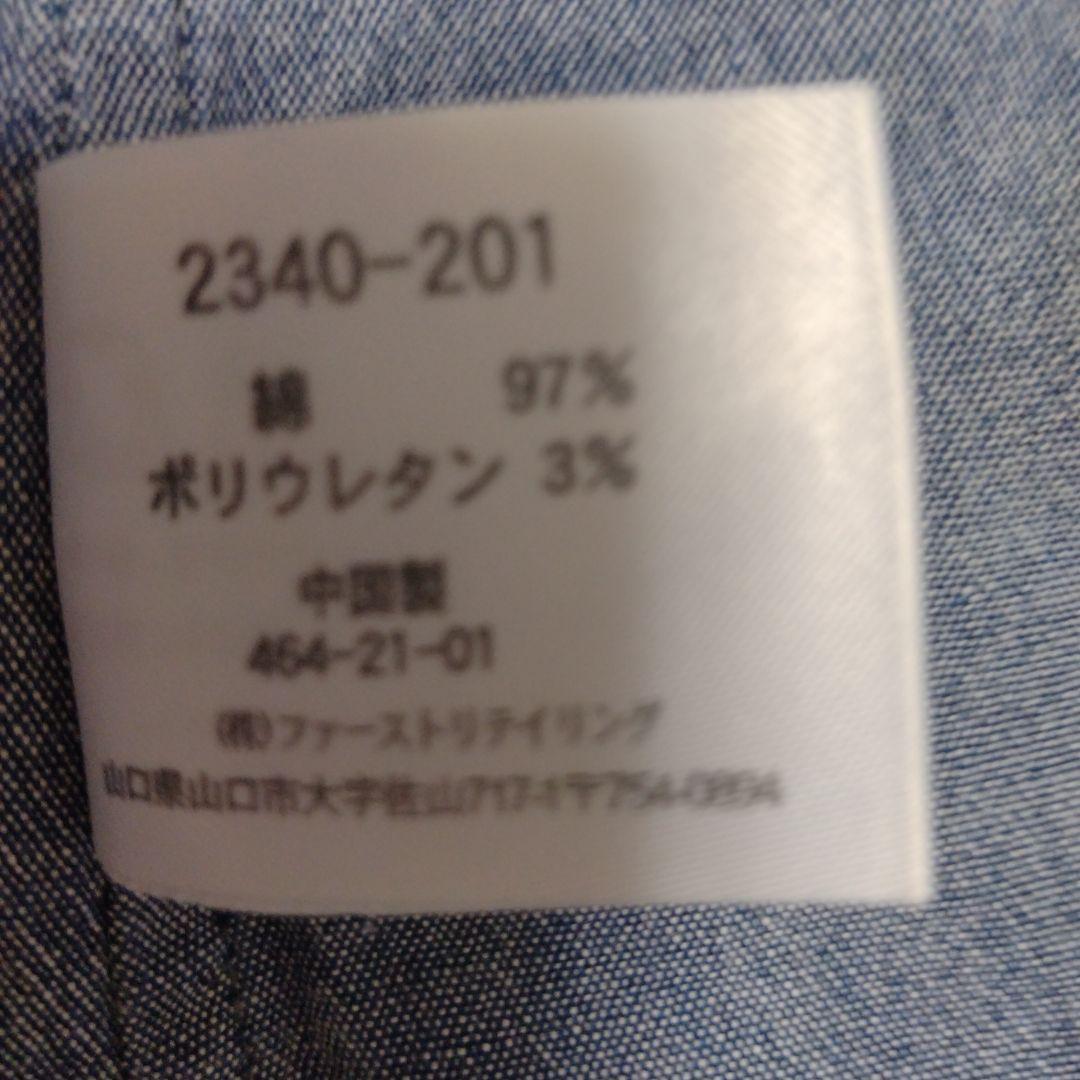 2340-201
綿 97%
ポリウレタン 3%
中国製
464-21-01
(株)ファーストリテイリング
山口県山口市大字佐山717-1〒754-0894